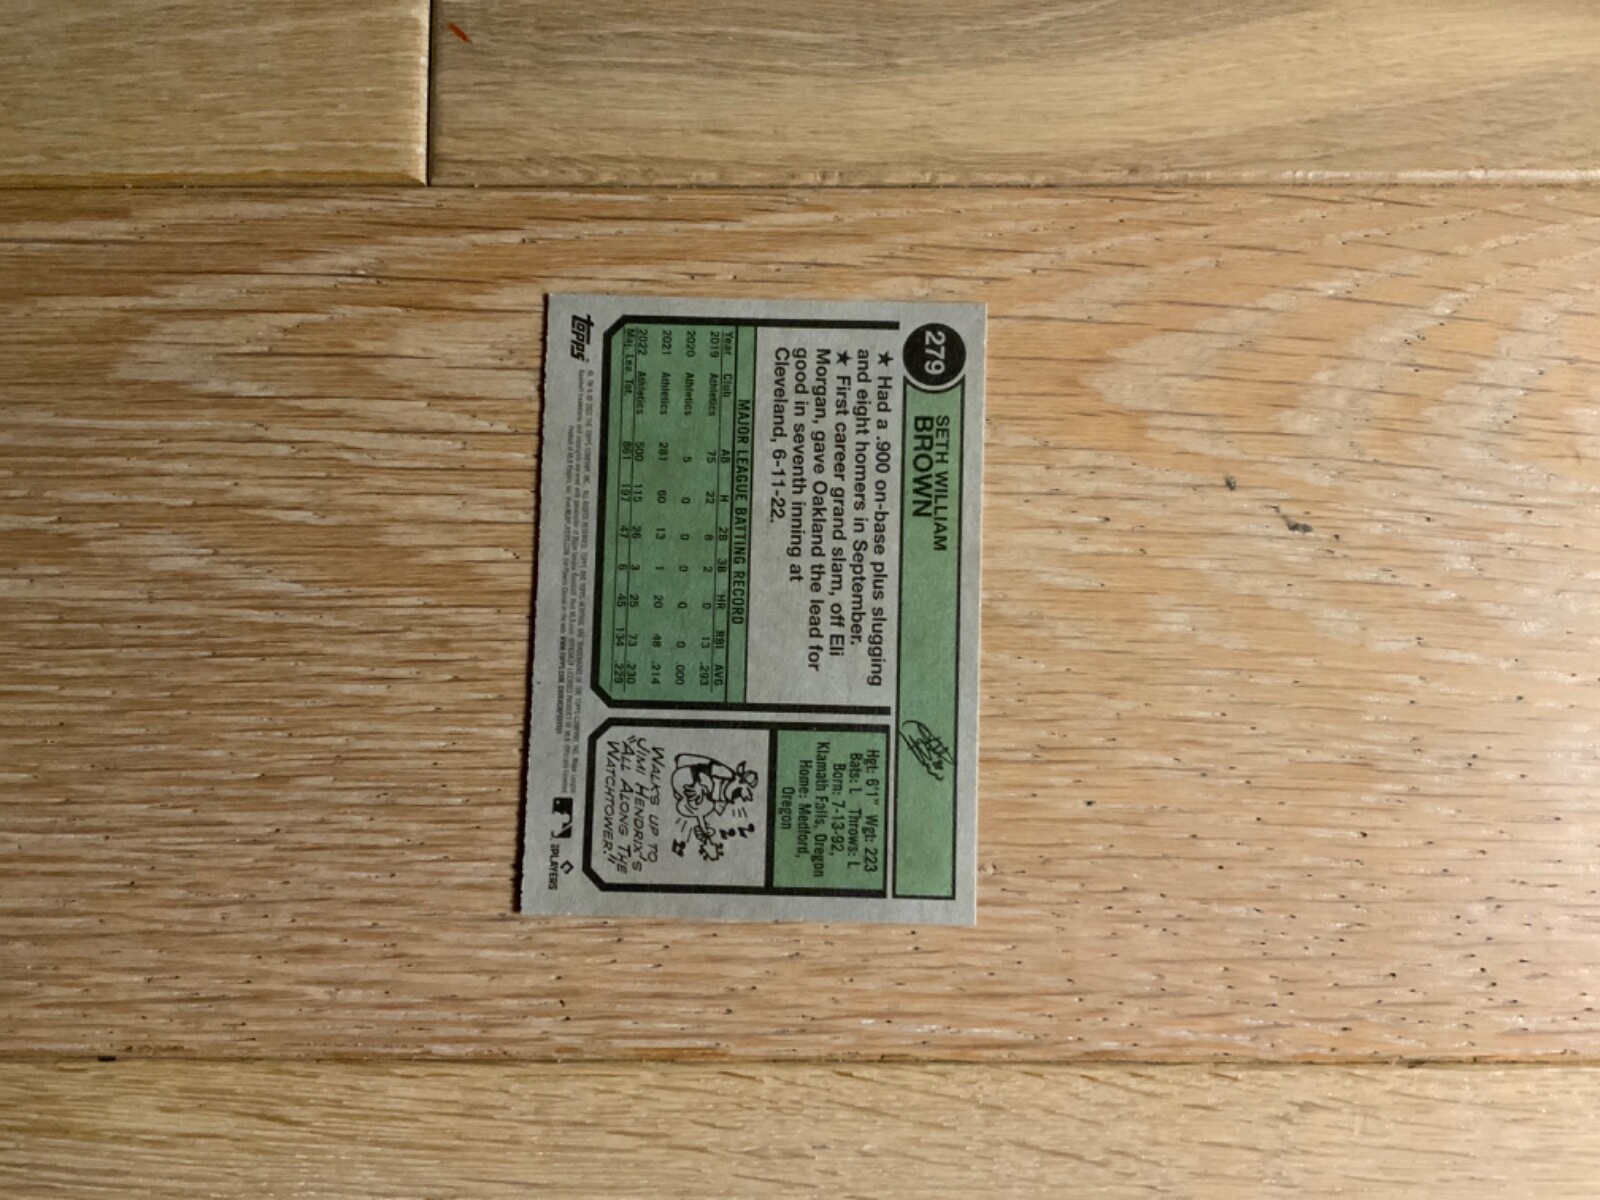 279
SETH WILLIAM
BROWN
★ Had a .900 on-base plus slugging
and eight homers in September.
★ First career grand slam, off Eli
Morgan, gave Oakland the lead for
good in seventh inning at
Cleveland, 6-11-22.
MAJOR LEAGUE BATTING RECORD
Year Club AB H 2B 3B HR RBI AVG
2019 Athletics 75 22 8 2 0 13 .293
2020 Athletics 5 0 0 0 0 0 .000
2021 Athletics 281 60 13 1 20 48 .214
2022 Athletics 500 115 26 3 25 73 .230
Maj. Lea. Tot. 861 197 47 6 45 134 .229
Hgt: 6'1" Wgt: 223
Bats: L Throws: L
Born: 7-13-92,
Klamath Falls, Oregon
Home: Medford,
Oregon
WALKS UP TO
JIMI HENDRIX'S
"ALL ALONG THE
WATCHTOWER."
topps
PLAYERS